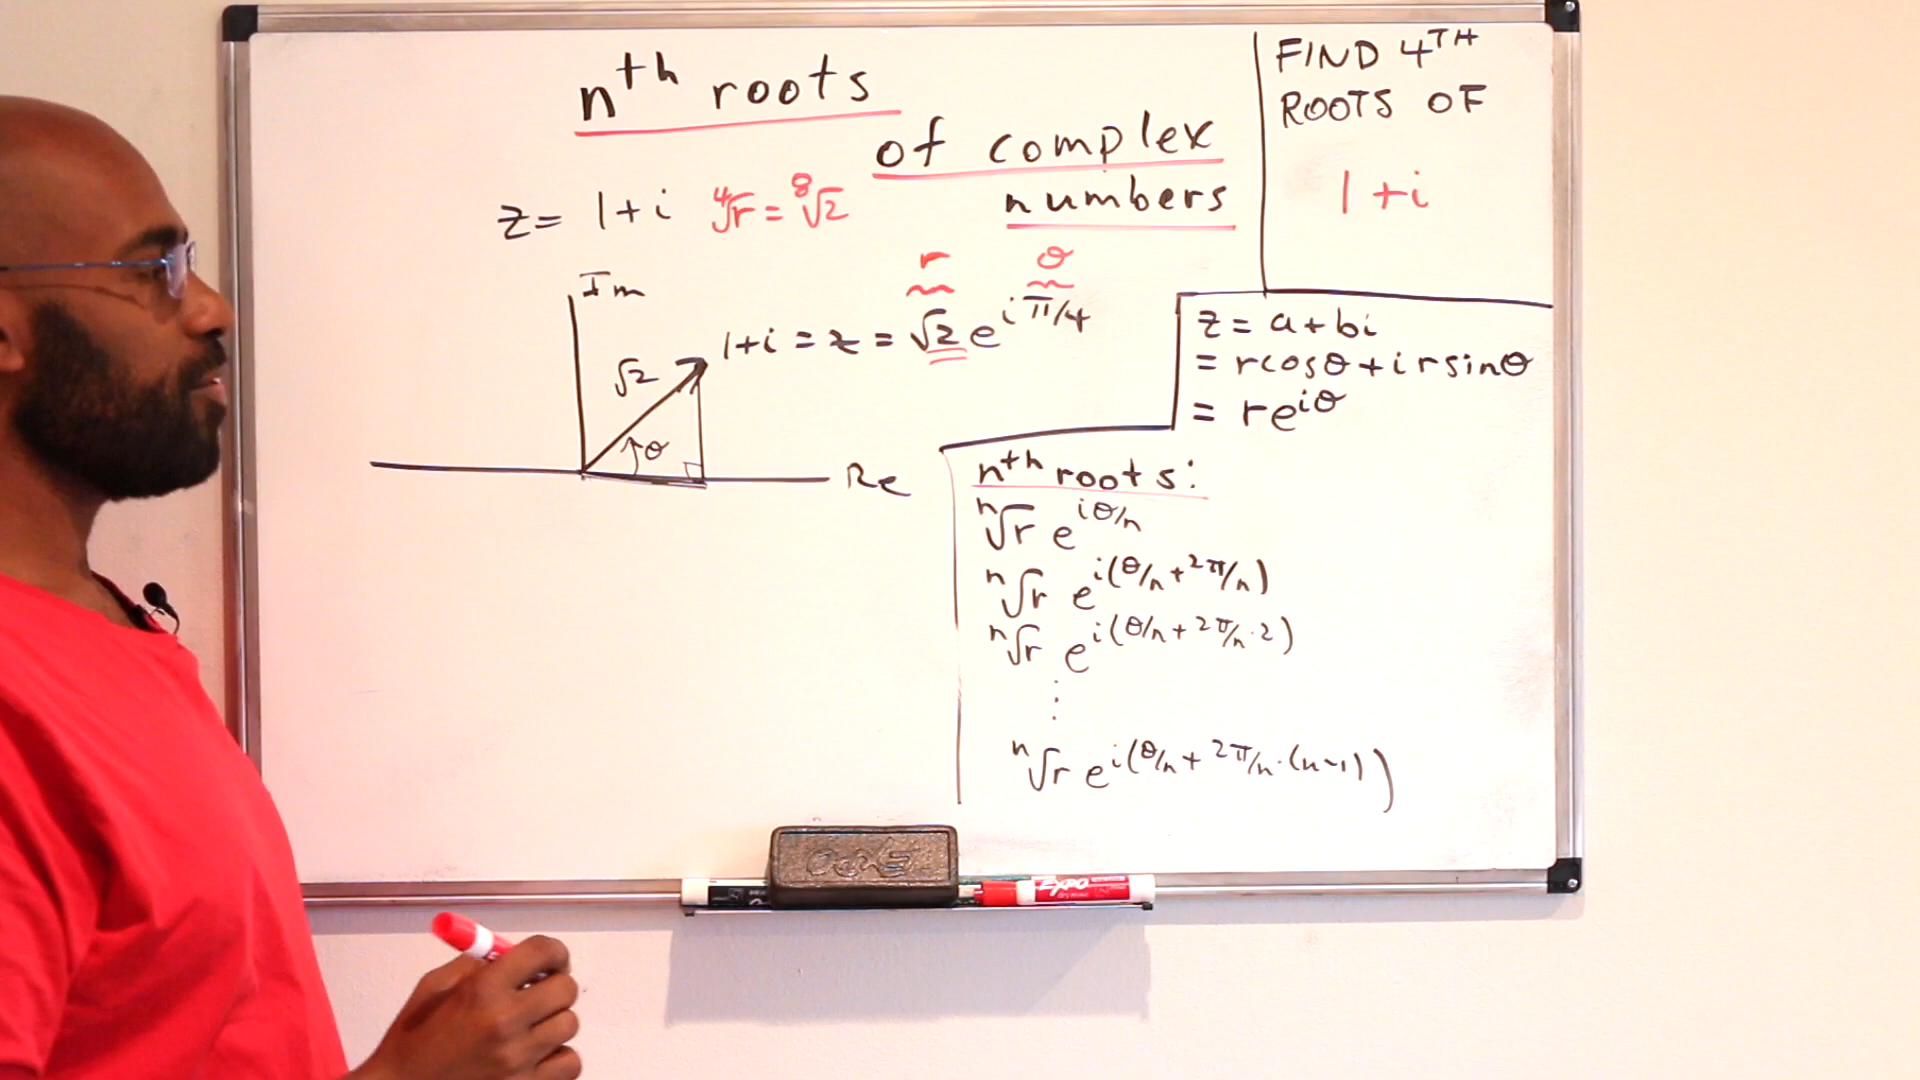 nᵗʰ roots
of complex
numbers
z = 1+i ⁴√r = ⁸√2
r θ
Im
1+i = z = √2 e^{iπ/4}
√2
θ
Re
FIND 4ᵀᴴ
ROOTS OF
1+i
z = a+bi
= rcosθ + irsinθ
= re^{iθ}
nᵗʰ roots:
ⁿ√r e^{iθ/n}
ⁿ√r e^{i(θ/n + 2π/n)}
ⁿ√r e^{i(θ/n + 2π/n · 2)}
⋮
ⁿ√r e^{i(θ/n + 2π/n · (n-1))}
EXPO